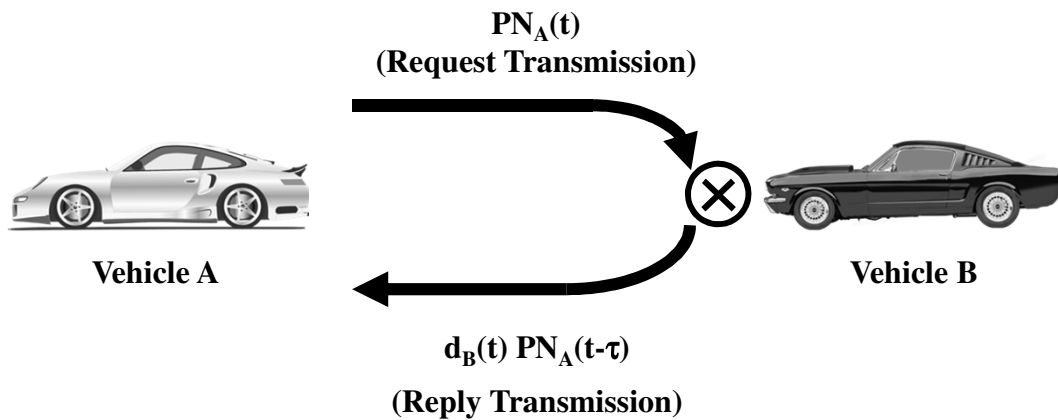 PN_A(t)
(Request Transmission)
Vehicle A
Vehicle B
d_B(t) PN_A(t-τ)
(Reply Transmission)